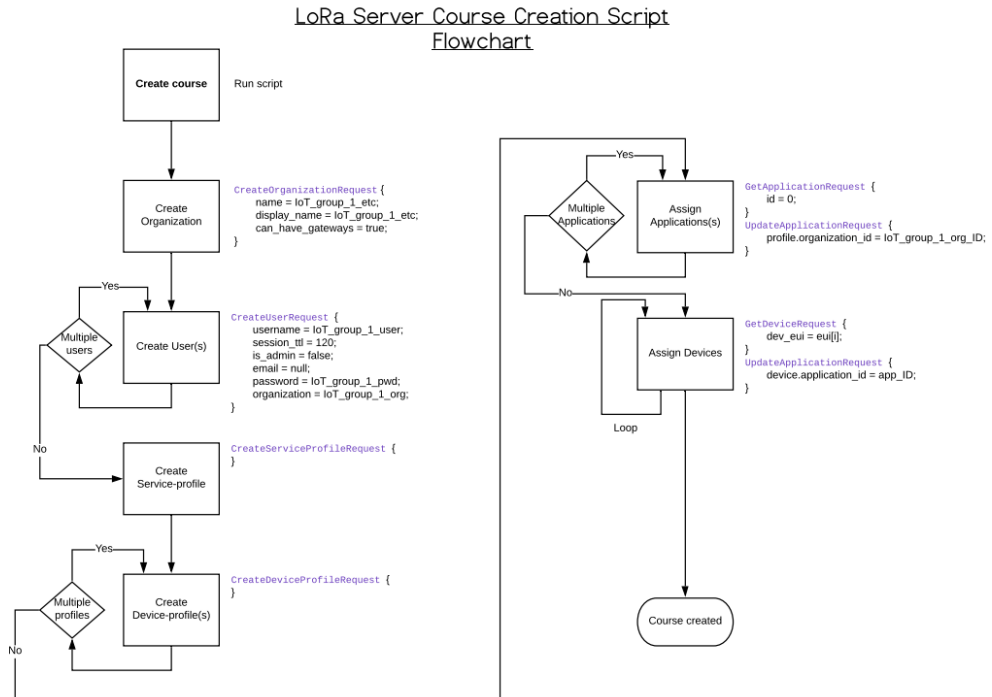 LoRa Server Course Creation Script
Flowchart
Create course
Run script
Create
Organization
CreateOrganizationRequest {
name = IoT_group_1_etc;
display_name = IoT_group_1_etc;
can_have_gateways = true;
}
Yes
Multiple
users
Create User(s)
CreateUserRequest {
username = IoT_group_1_user;
session_ttl = 120;
is_admin = false;
email = null;
password = IoT_group_1_pwd;
organization = IoT_group_1_org;
}
No
Create
Service-profile
CreateServiceProfileRequest {
}
Yes
Multiple
profiles
Create
Device-profile(s)
CreateDeviceProfileRequest {
}
No
Yes
Multiple
Applications
Assign
Applications(s)
GetApplicationRequest {
id = 0;
}
UpdateApplicationRequest {
profile.organization_id = IoT_group_1_org_ID;
}
No
Assign Devices
GetDeviceRequest {
dev_eui = eui[i];
}
UpdateApplicationRequest {
device.application_id = app_ID;
}
Loop
Course created